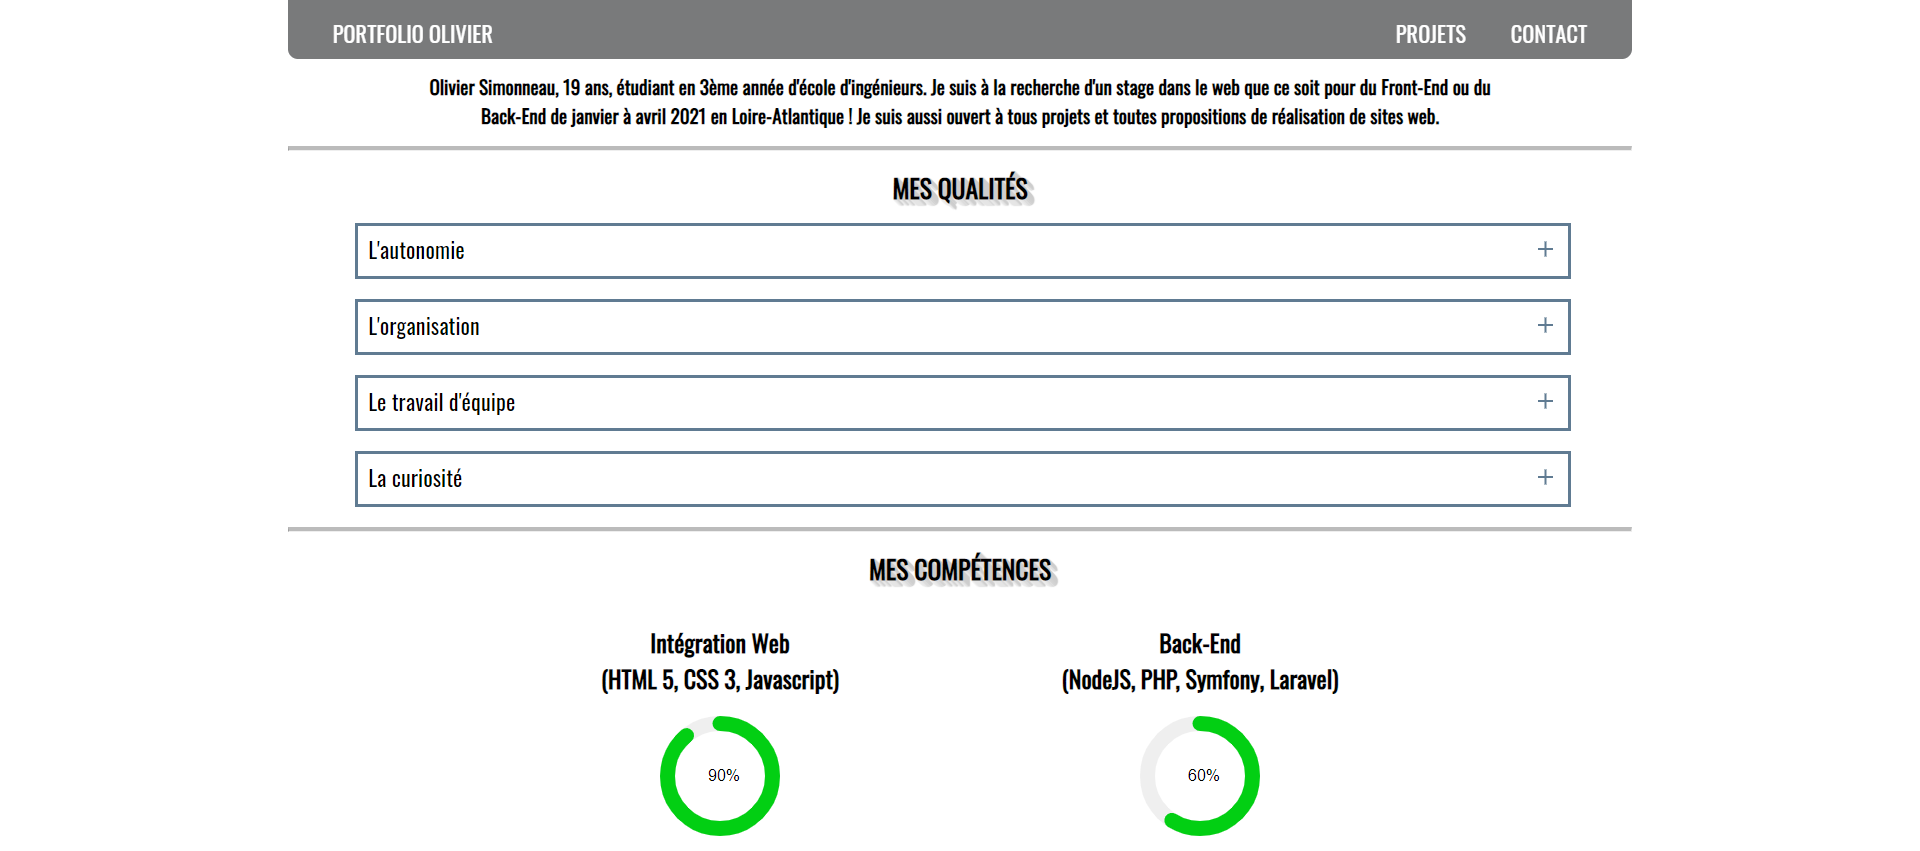 PORTFOLIO OLIVIER
PROJETS
CONTACT
Olivier Simonneau, 19 ans, étudiant en 3ème année d'école d'ingénieurs. Je suis à la recherche d'un stage dans le web que ce soit pour du Front-End ou du
Back-End de janvier à avril 2021 en Loire-Atlantique ! Je suis aussi ouvert à tous projets et toutes propositions de réalisation de sites web.
MES QUALITÉS
L'autonomie +
L'organisation +
Le travail d'équipe +
La curiosité +
MES COMPÉTENCES
Intégration Web
(HTML 5, CSS 3, Javascript)
90%
Back-End
(NodeJS, PHP, Symfony, Laravel)
60%